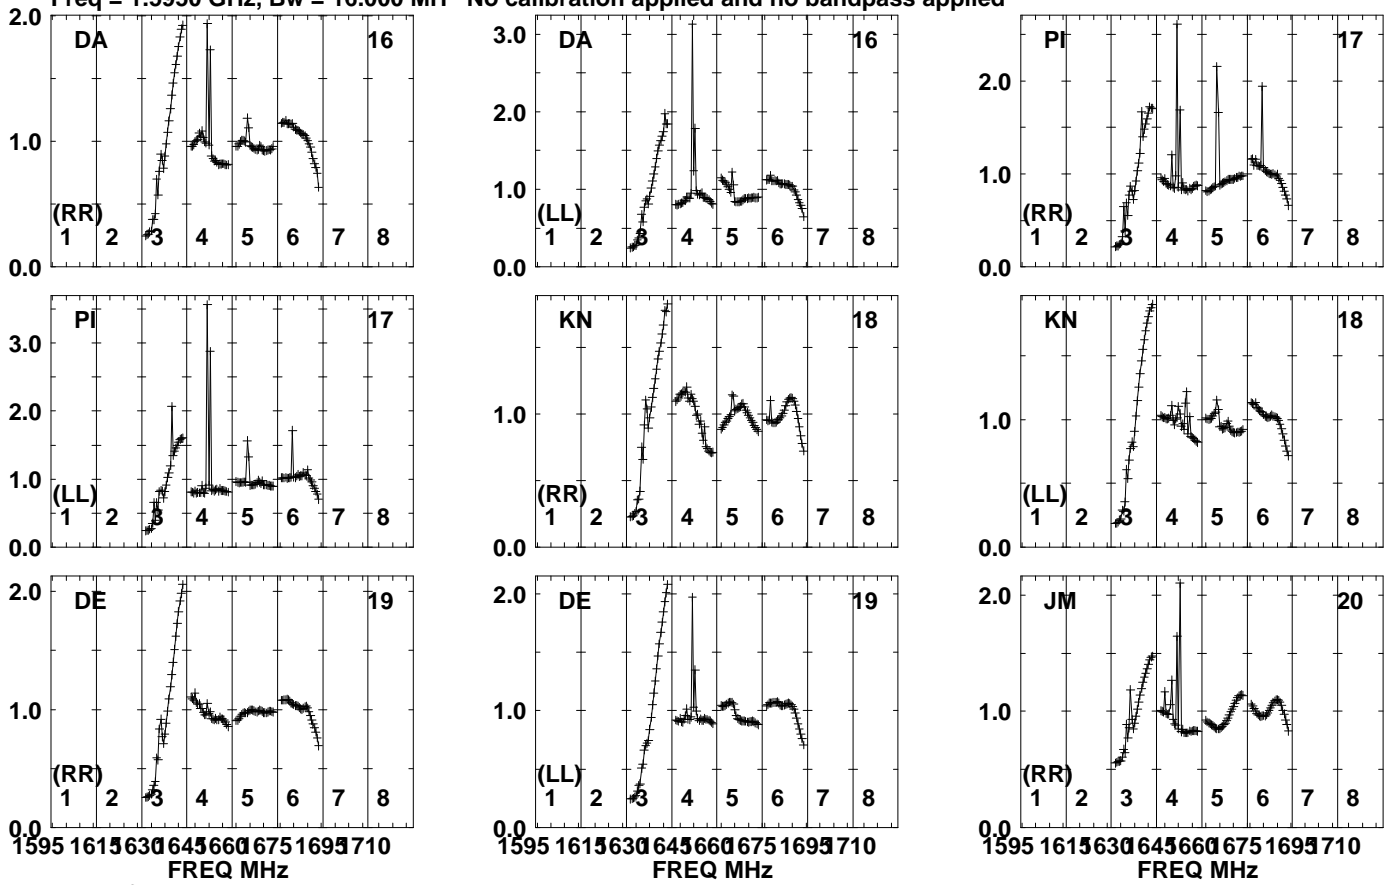 Freq = 1.5950 GHz, Bw = 16.000 MH No calibration applied and no bandpass applied
2.0 DA 16 3.0 DA 16 PI 17
2.0 2.0
1.0 1.0 1.0
(RR) (LL) (RR)
1 2 3 4 5 6 7 8 1 2 3 4 5 6 7 8 1 2 3 4 5 6 7 8
0.0 0.0 0.0
PI 17 KN 18 KN 18
3.0
2.0
1.0 1.0 1.0
(LL) (RR) (LL)
1 2 3 4 5 6 7 8 1 2 3 4 5 6 7 8 1 2 3 4 5 6 7 8
0.0 0.0 0.0
2.0 DE 19 2.0 DE 19 2.0 JM 20
1.0 1.0 1.0
(RR) (LL) (RR)
1 2 3 4 5 6 7 8 1 2 3 4 5 6 7 8 1 2 3 4 5 6 7 8
0.0 0.0 0.0
1595 1615 1630 1645 1660 1675 1695 1710 1595 1615 1630 1645 1660 1675 1695 1710 1595 1615 1630 1645 1660 1675 1695 1710
FREQ MHz FREQ MHz FREQ MHz